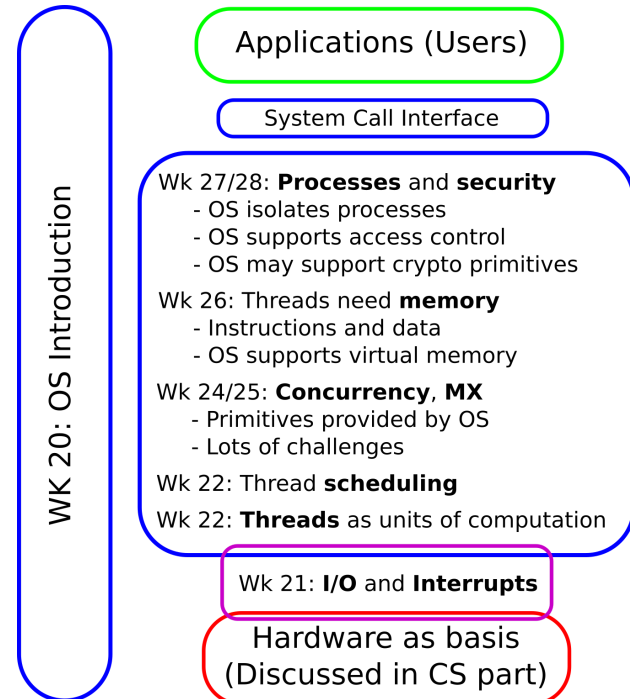 WK 20: OS Introduction
Applications (Users)
System Call Interface
Wk 27/28: Processes and security
- OS isolates processes
- OS supports access control
- OS may support crypto primitives
Wk 26: Threads need memory
- Instructions and data
- OS supports virtual memory
Wk 24/25: Concurrency, MX
- Primitives provided by OS
- Lots of challenges
Wk 22: Thread scheduling
Wk 22: Threads as units of computation
Wk 21: I/O and Interrupts
Hardware as basis
(Discussed in CS part)